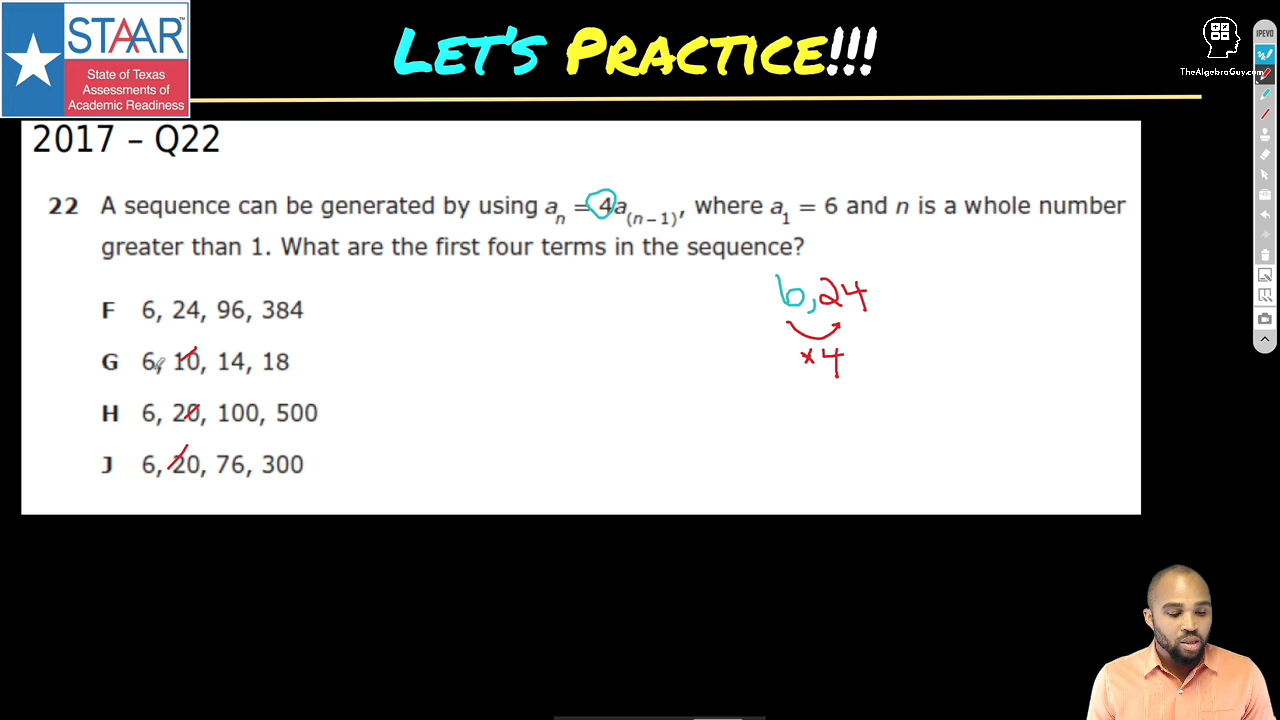 LET'S PRACTICE!!!
STAAR
State of Texas
Assessments of
Academic Readiness
TheAlgebraGuy.com
IPEVO
2017 – Q22
22 A sequence can be generated by using aₙ = 4a₍ₙ₋₁₎, where a₁ = 6 and n is a whole number
greater than 1. What are the first four terms in the sequence?
6, 24
×4
F 6, 24, 96, 384
G 6, 10, 14, 18
H 6, 20, 100, 500
J 6, 20, 76, 300